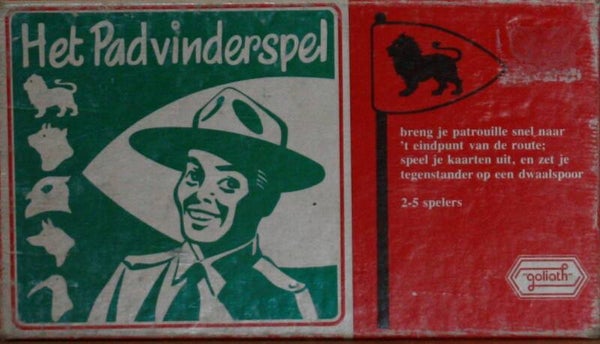 Het Padvinderspel
breng je patrouille snel naar
't eindpunt van de route;
speel je kaarten uit, en zet je
tegenstander op een dwaalspoor
2-5 spelers
goliath